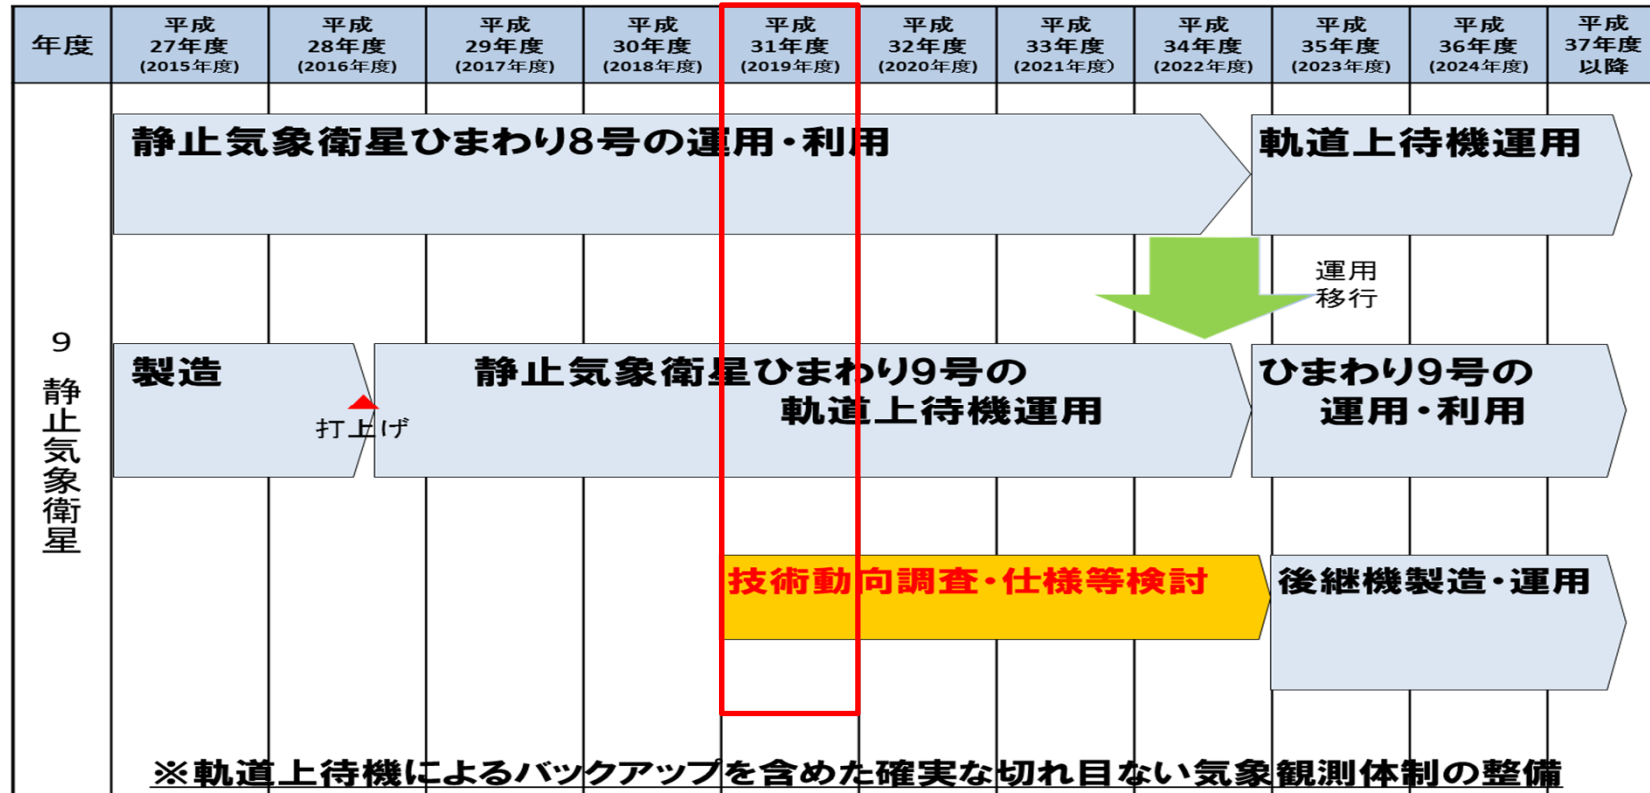 年度
平成
27年度
(2015年度)
平成
28年度
(2016年度)
平成
29年度
(2017年度)
平成
30年度
(2018年度)
平成
31年度
(2019年度)
平成
32年度
(2020年度)
平成
33年度
(2021年度)
平成
34年度
(2022年度)
平成
35年度
(2023年度)
平成
36年度
(2024年度)
平成
37年度
以降
9 静止気象衛星
静止気象衛星ひまわり8号の運用・利用
軌道上待機運用
運用
移行
製造
打上げ
静止気象衛星ひまわり9号の
軌道上待機運用
ひまわり9号の
運用・利用
技術動向調査・仕様等検討
後継機製造・運用
※軌道上待機によるバックアップを含めた確実な切れ目ない気象観測体制の整備